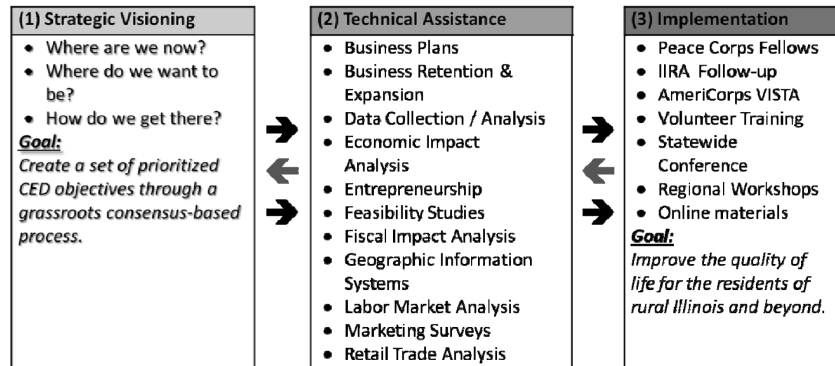 (1) Strategic Visioning
• Where are we now?
• Where do we want to
be?
• How do we get there?
Goal:
Create a set of prioritized
CED objectives through a
grassroots consensus-based
process.
(2) Technical Assistance
• Business Plans
• Business Retention &
Expansion
• Data Collection / Analysis
• Economic Impact
Analysis
• Entrepreneurship
• Feasibility Studies
• Fiscal Impact Analysis
• Geographic Information
Systems
• Labor Market Analysis
• Marketing Surveys
• Retail Trade Analysis
(3) Implementation
• Peace Corps Fellows
• IIRA Follow-up
• AmeriCorps VISTA
• Volunteer Training
• Statewide
Conference
• Regional Workshops
• Online materials
Goal:
Improve the quality of
life for the residents of
rural Illinois and beyond.